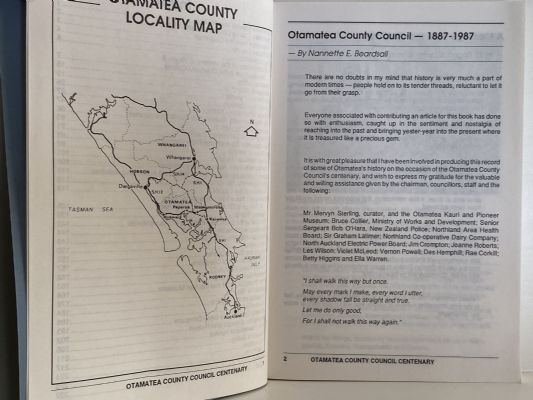 OTAMATEA COUNTY
LOCALITY MAP
N
WHANGAREI
Whangarei
HOBSON
SH14
SH1
Dargaville
SH12
OTAMATEA
Paparoa
Maungaturoto
TASMAN SEA
SH1
HAURAKI
GULF
RODNEY
Auckland
OTAMATEA COUNTY COUNCIL CENTENARY
Otamatea County Council — 1887-1987
— By Nannette E. Beardsall
There are no doubts in my mind that history is very much a part of
modern times — people hold on to its tender threads, reluctant to let it
go from their grasp.
Everyone associated with contributing an article for this book has done
so with enthusiasm, caught up in the sentiment and nostalgia of
reaching into the past and bringing yester-year into the present where
it is treasured like a precious gem.
It is with great pleasure that I have been involved in producing this record
of some of Otamatea's history on the occasion of the Otamatea County
Council's centenary, and wish to express my gratitude for the valuable
and willing assistance given by the chairman, councillors, staff and the
following:
Mr Mervyn Sterling, curator, and the Otamatea Kauri and Pioneer
Museum; Bruce Collier, Ministry of Works and Development; Senior
Sergeant Bob O'Hara, New Zealand Police; Northland Area Health
Board; Sir Graham Latimer; Northland Co-operative Dairy Company;
North Auckland Electric Power Board; Jim Crompton; Jeanne Roberts;
Les Wilson; Violet McLeod; Vernon Powall; Des Hemphill; Rae Corkill;
Betty Higgins and Ella Warren.
"I shall walk this way but once.
May every mark I make, every word I utter,
every shadow fall be straight and true.
Let me do only good,
For I shall not walk this way again."
2 OTAMATEA COUNTY COUNCIL CENTENARY